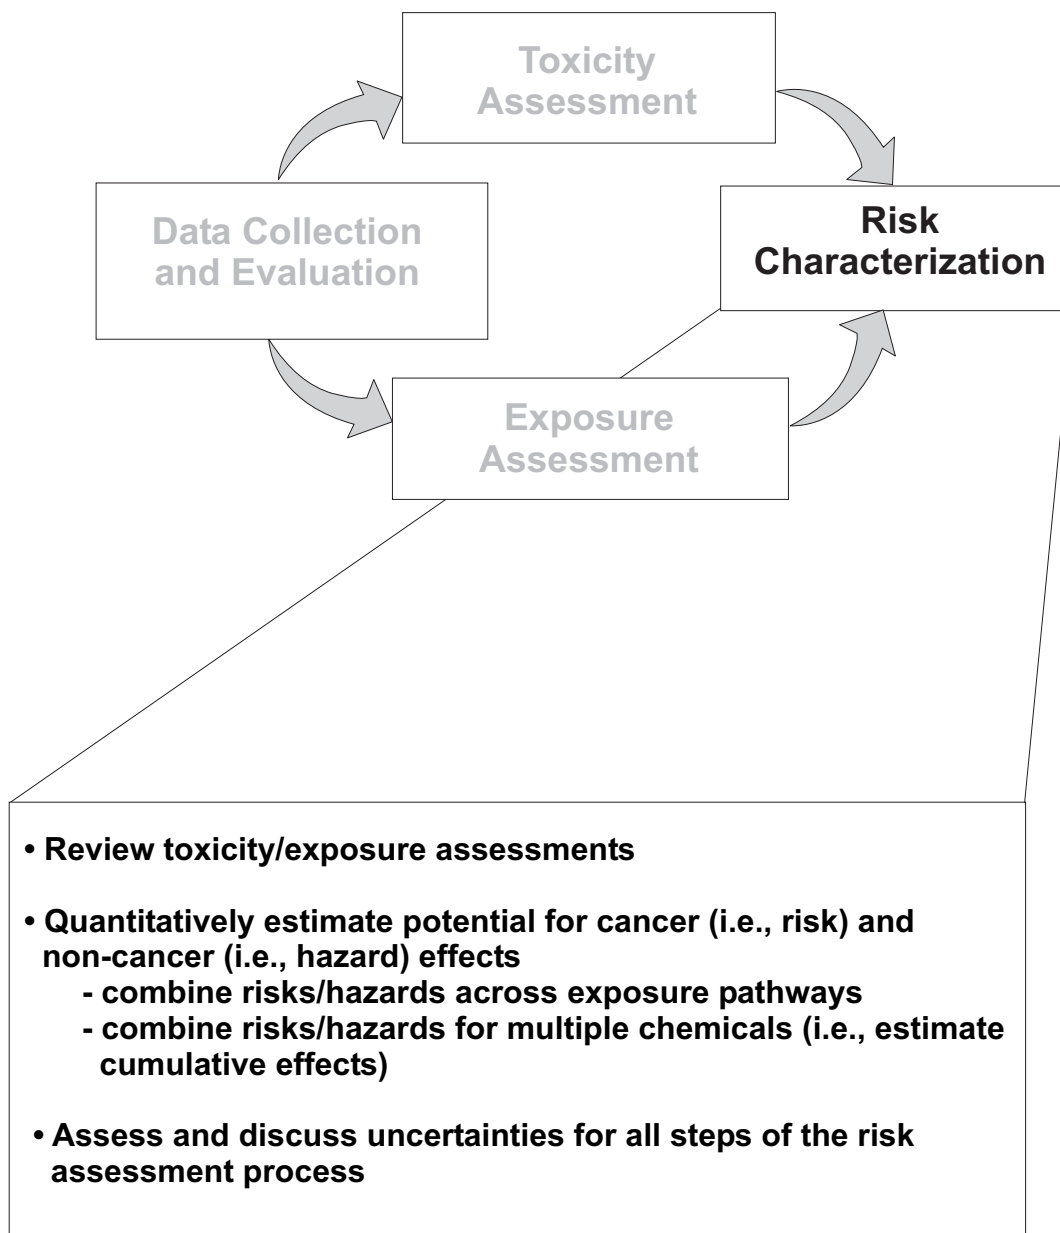 Toxicity
Assessment
Data Collection
and Evaluation
Risk
Characterization
Exposure
Assessment
• Review toxicity/exposure assessments
• Quantitatively estimate potential for cancer (i.e., risk) and
non-cancer (i.e., hazard) effects
- combine risks/hazards across exposure pathways
- combine risks/hazards for multiple chemicals (i.e., estimate
cumulative effects)
• Assess and discuss uncertainties for all steps of the risk
assessment process